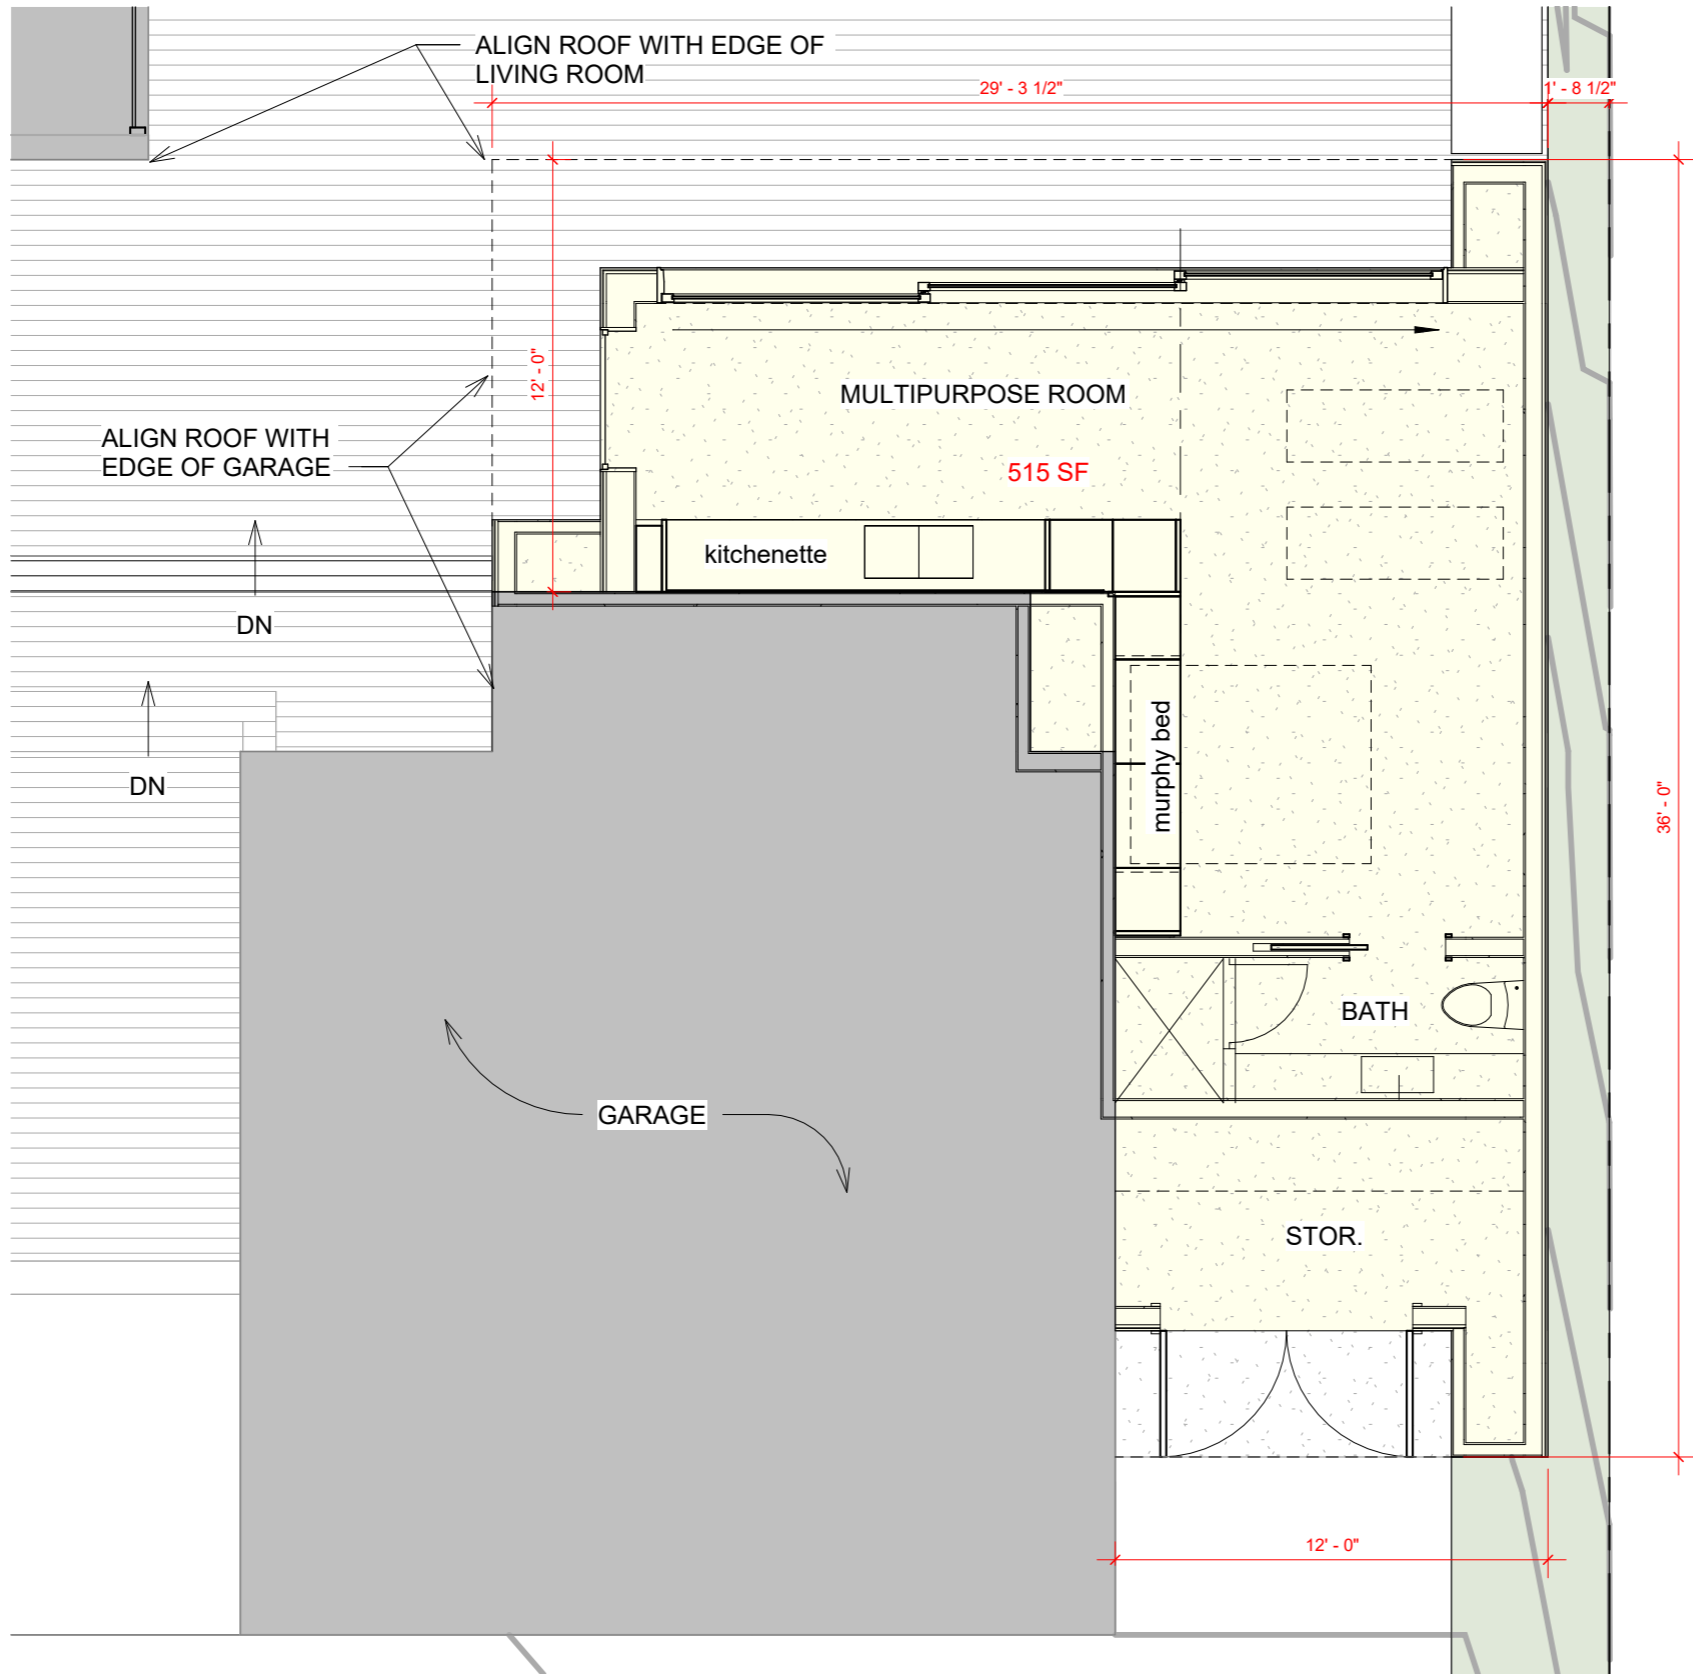 ALIGN ROOF WITH EDGE OF
LIVING ROOM
29' - 3 1/2"
1' - 8 1/2"
12' - 0"
MULTIPURPOSE ROOM
ALIGN ROOF WITH
EDGE OF GARAGE
515 SF
kitchenette
DN
murphy bed
DN
36' - 0"
BATH
GARAGE
STOR.
12' - 0"